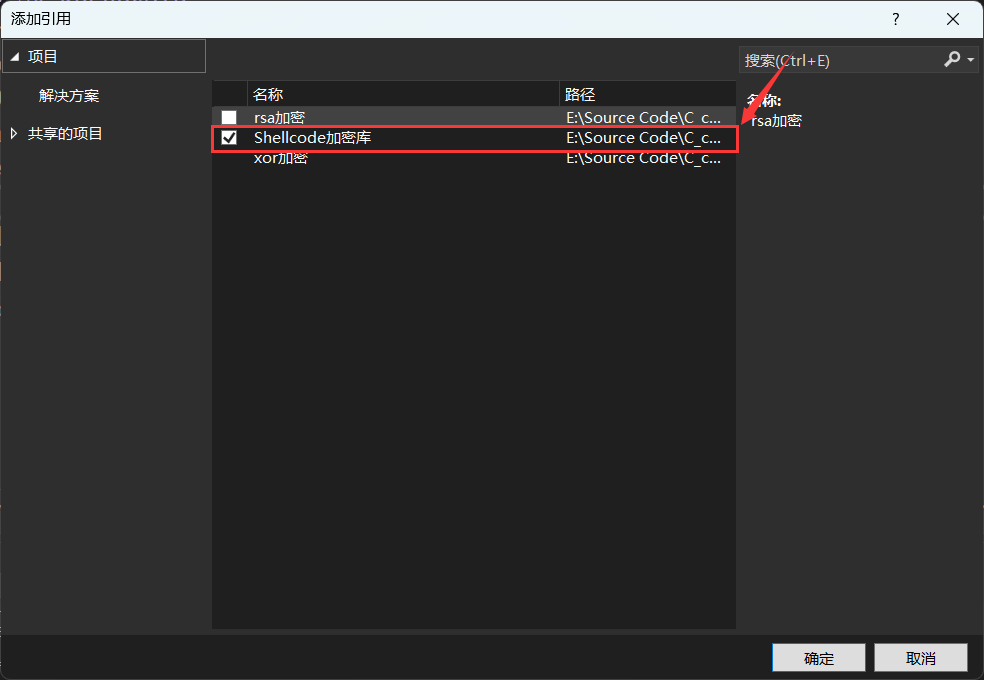 添加引用
?
项目
搜索(Ctrl+E)
解决方案
名称
路径
名称:
rsa加密
E:\Source Code\C_c...
rsa加密
共享的项目
Shellcode加密库
E:\Source Code\C_c...
xor加密
E:\Source Code\C_c...
确定
取消